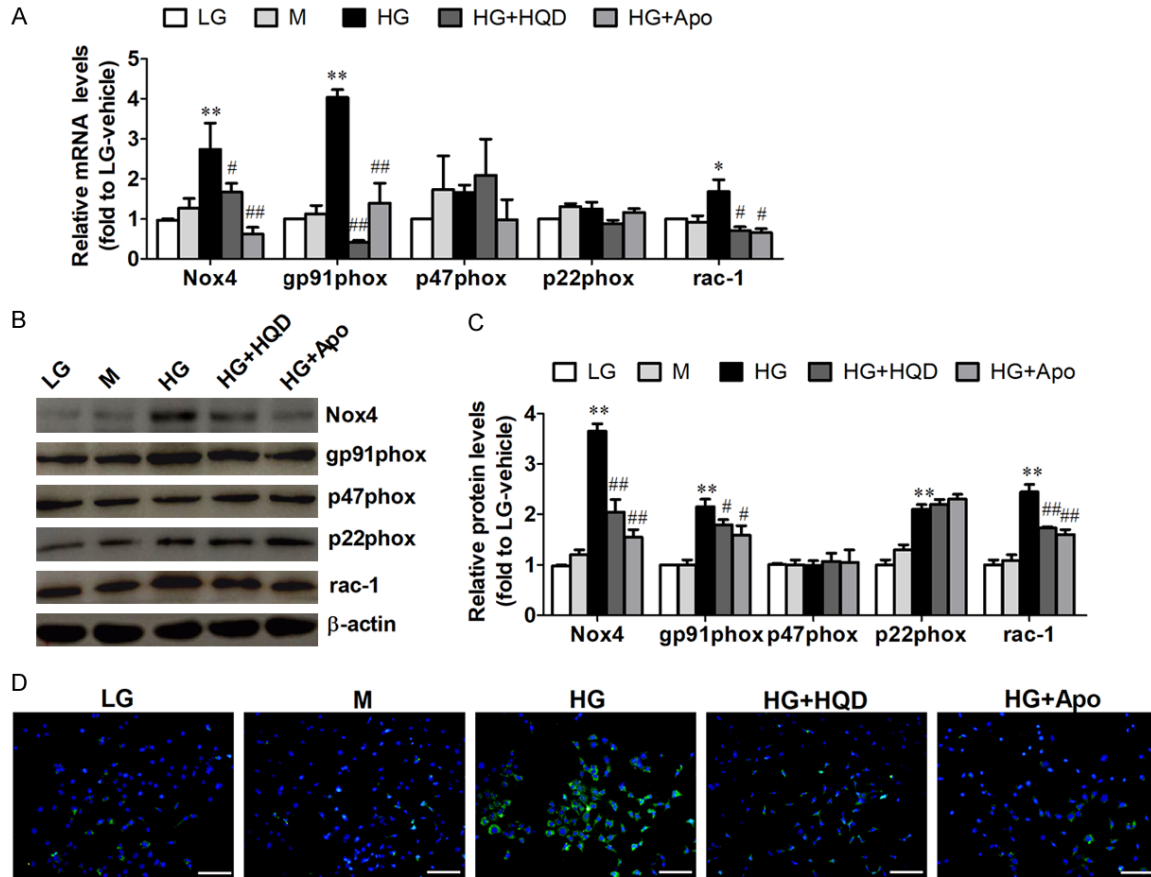 A
LG M HG HG+HQD HG+Apo
Relative mRNA levels
(fold to LG-vehicle)
5
4
3
2
1
0
** # ## ** ## ## * # #
Nox4 gp91phox p47phox p22phox rac-1
B
LG M HG HG+HQD HG+Apo
Nox4
gp91phox
p47phox
p22phox
rac-1
β-actin
C
LG M HG HG+HQD HG+Apo
Relative protein levels
(fold to LG-vehicle)
4
3
2
1
0
** ## ## ** # # ** ** ## ##
Nox4 gp91phox p47phox p22phox rac-1
D
LG M HG HG+HQD HG+Apo